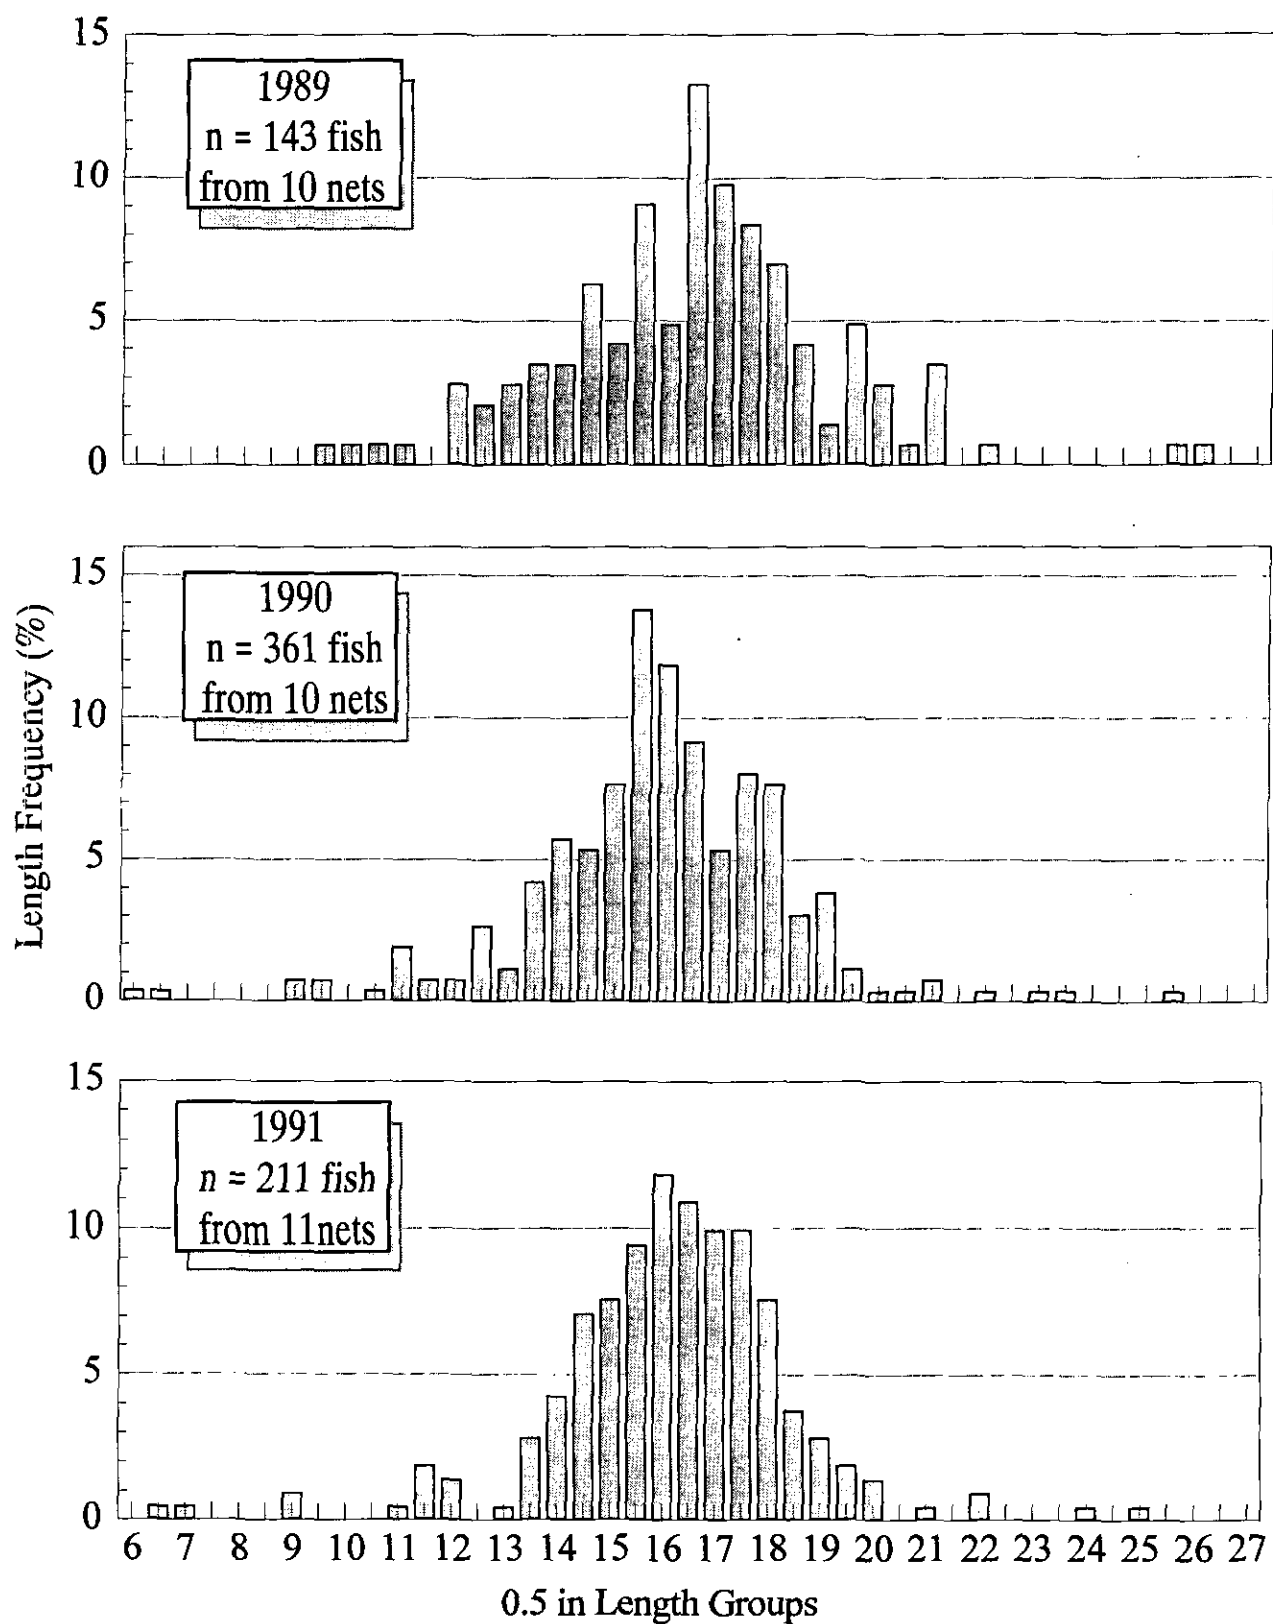 15
1989
n = 143 fish
from 10 nets
10
5
0
15
1990
n = 361 fish
from 10 nets
10
5
0
Length Frequency (%)
15
1991
n = 211 fish
from 11nets
10
5
0
6 7 8 9 10 11 12 13 14 15 16 17 18 19 20 21 22 23 24 25 26 27
0.5 in Length Groups